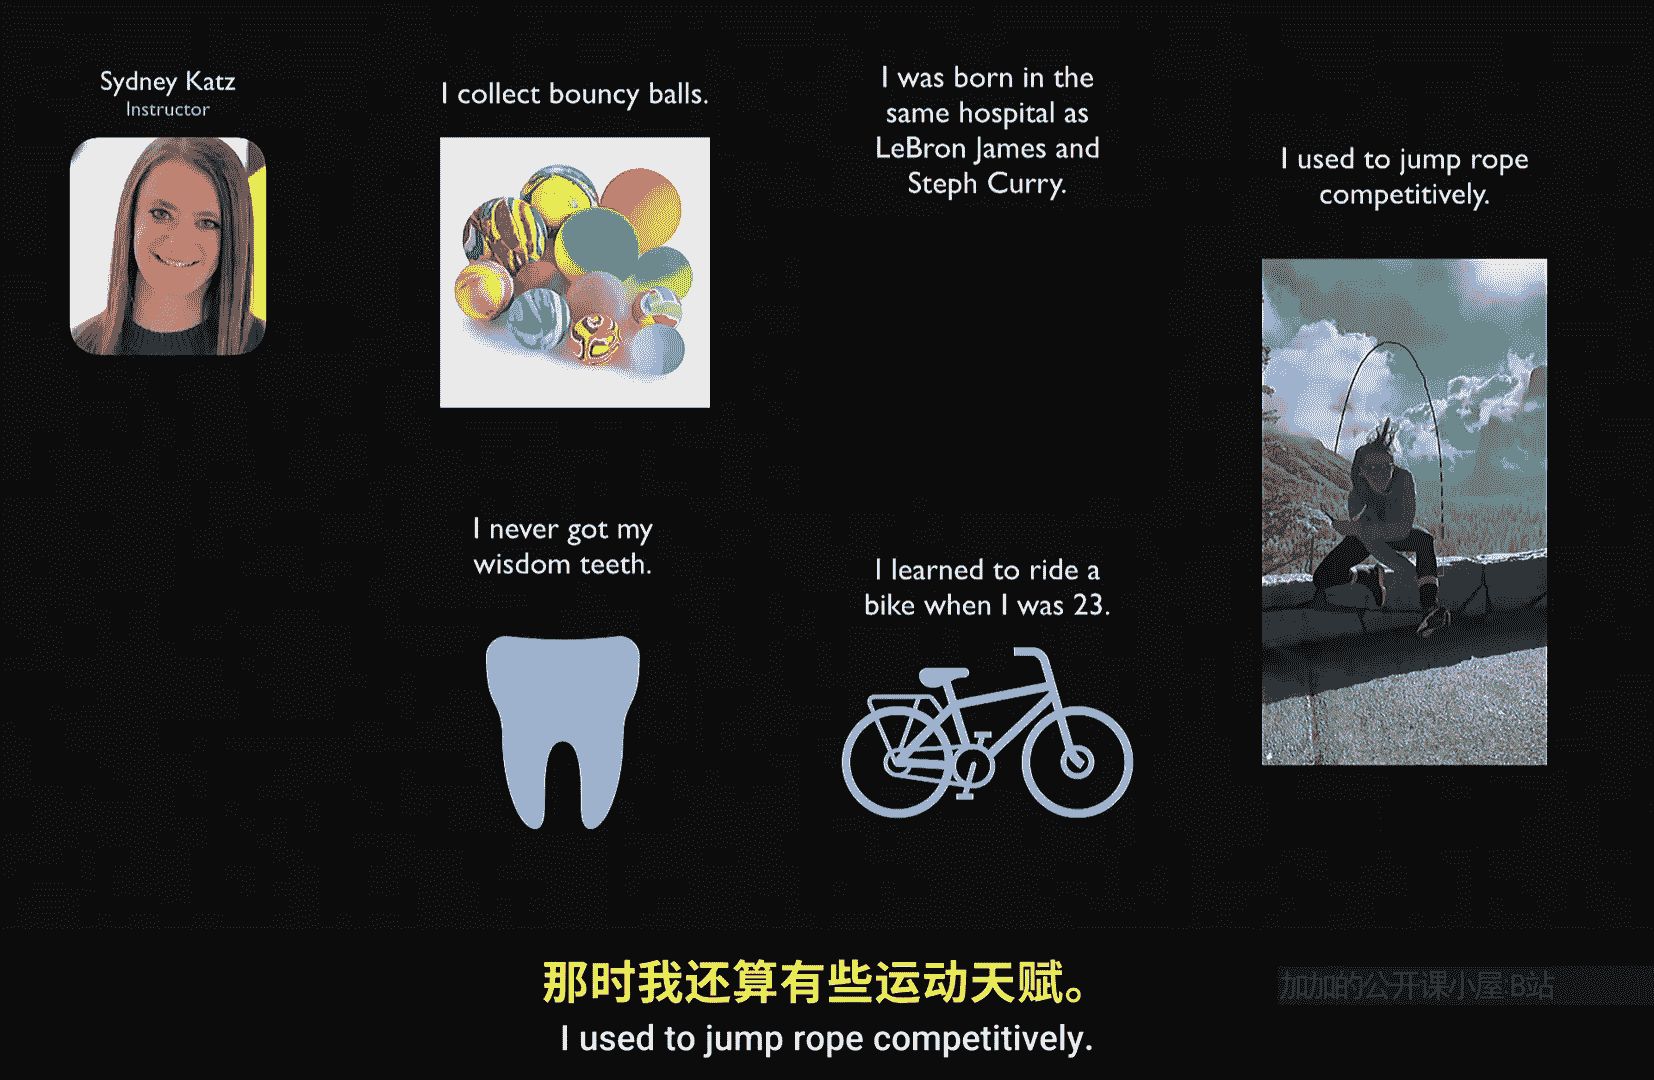 Sydney Katz
Instructor
I collect bouncy balls.
I was born in the
same hospital as
LeBron James and
Steph Curry.
I used to jump rope
competitively.
I never got my
wisdom teeth.
I learned to ride a
bike when I was 23.
那时我还算有些运动天赋。
I used to jump rope competitively.
加加的公开课小屋 B站